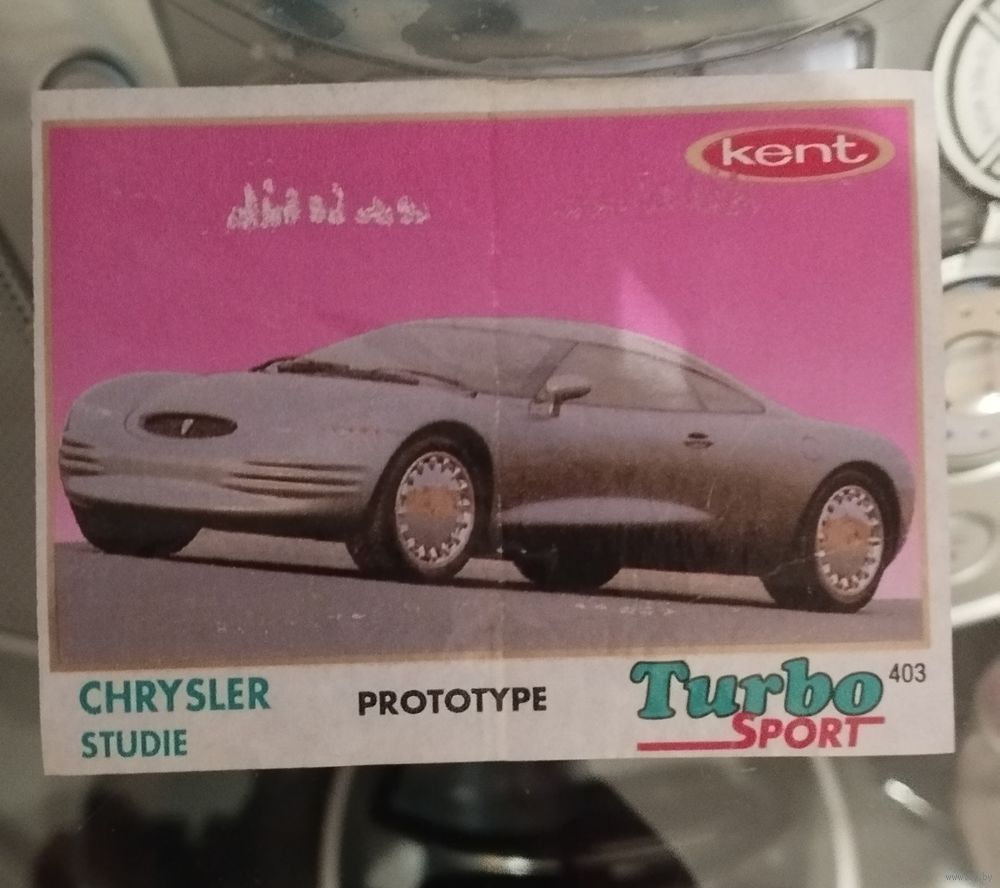 kent
CHRYSLER
STUDIE
PROTOTYPE
Turbo
SPORT
403